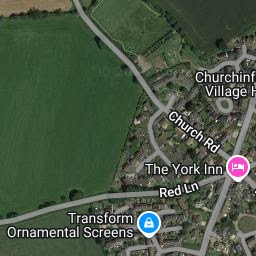 Churchinf
Village H
Church Rd
The York Inn
Red Ln
Transform
Ornamental Screens